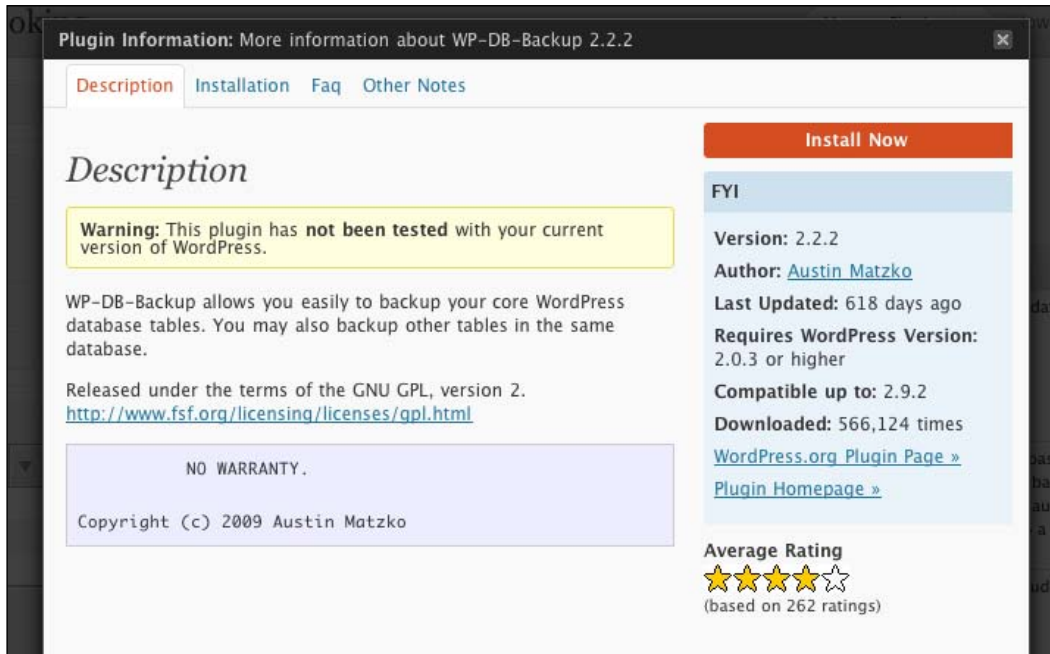 Plugin Information: More information about WP-DB-Backup 2.2.2
Description Installation Faq Other Notes
Description
Warning: This plugin has not been tested with your current
version of WordPress.
WP-DB-Backup allows you easily to backup your core WordPress
database tables. You may also backup other tables in the same
database.
Released under the terms of the GNU GPL, version 2.
http://www.fsf.org/licensing/licenses/gpl.html
NO WARRANTY.
Copyright (c) 2009 Austin Matzko
Install Now
FYI
Version: 2.2.2
Author: Austin Matzko
Last Updated: 618 days ago
Requires WordPress Version:
2.0.3 or higher
Compatible up to: 2.9.2
Downloaded: 566,124 times
WordPress.org Plugin Page »
Plugin Homepage »
Average Rating
(based on 262 ratings)